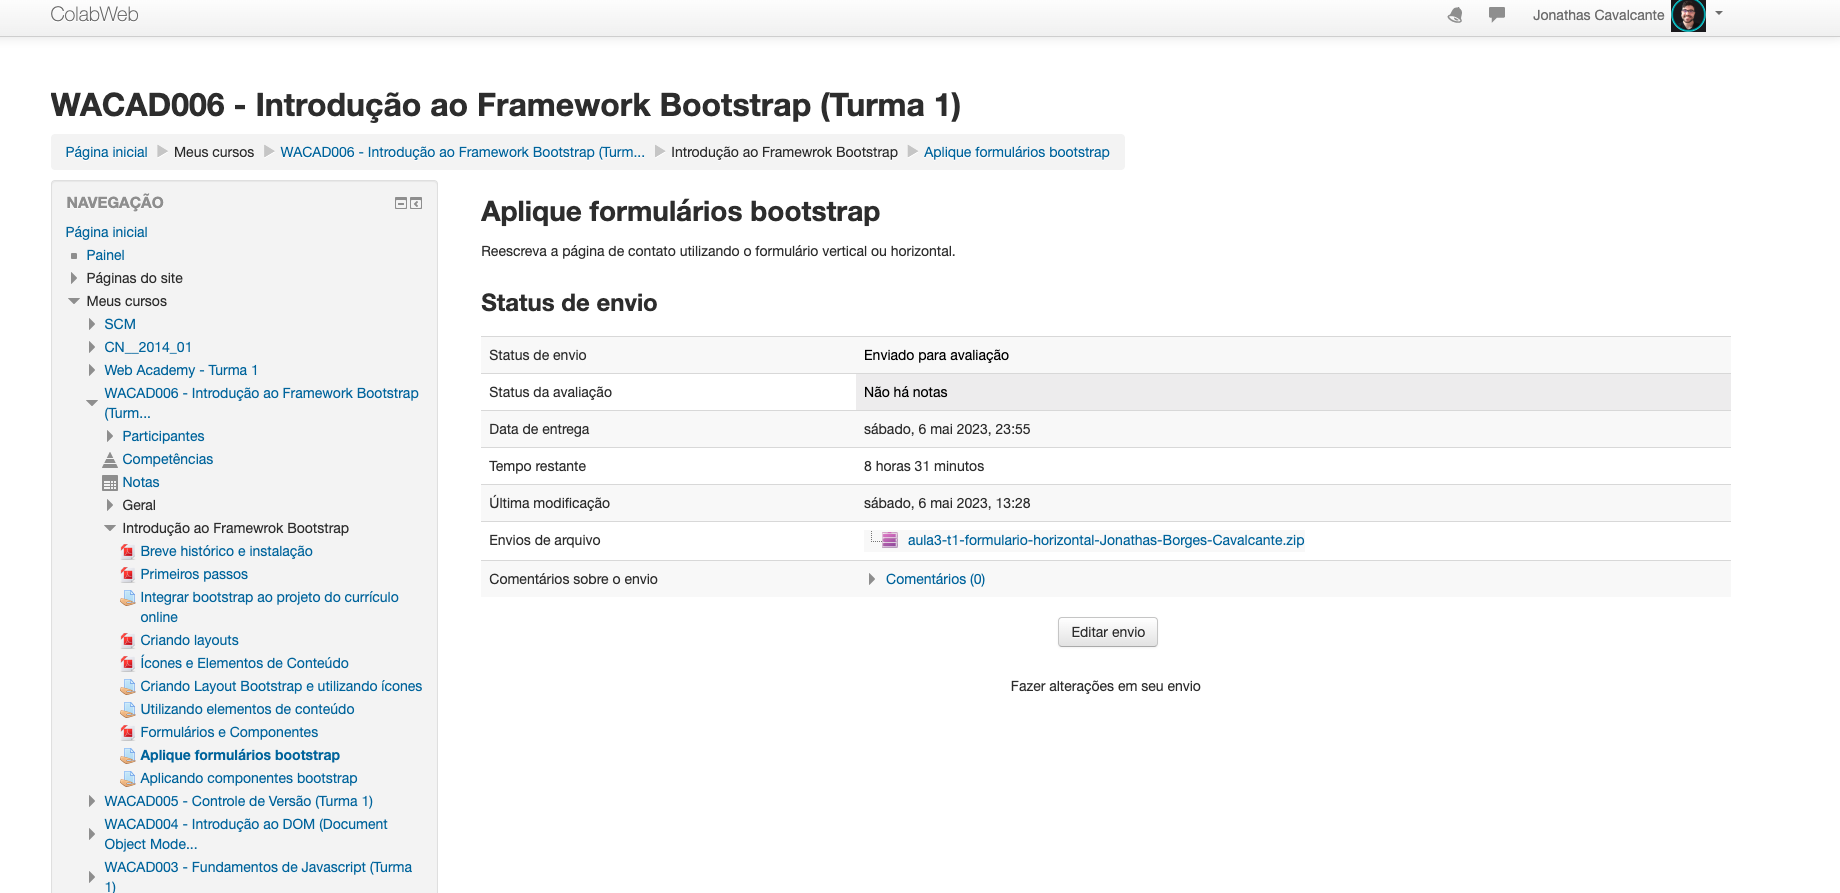 ColabWeb
Jonathas Cavalcante
WACAD006 - Introdução ao Framework Bootstrap (Turma 1)
Página inicial
Meus cursos
WACAD006 - Introdução ao Framework Bootstrap (Turm...
Introdução ao Framewrok Bootstrap
Aplique formulários bootstrap
NAVEGAÇÃO
Página inicial
Painel
Páginas do site
Meus cursos
SCM
CN__2014_01
Web Academy - Turma 1
WACAD006 - Introdução ao Framework Bootstrap
(Turm...
Participantes
Competências
Notas
Geral
Introdução ao Framewrok Bootstrap
Breve histórico e instalação
Primeiros passos
Integrar bootstrap ao projeto do currículo
online
Criando layouts
Ícones e Elementos de Conteúdo
Criando Layout Bootstrap e utilizando ícones
Utilizando elementos de conteúdo
Formulários e Componentes
Aplique formulários bootstrap
Aplicando componentes bootstrap
WACAD005 - Controle de Versão (Turma 1)
WACAD004 - Introdução ao DOM (Document
Object Mode...
WACAD003 - Fundamentos de Javascript (Turma
1)
Aplique formulários bootstrap
Reescreva a página de contato utilizando o formulário vertical ou horizontal.
Status de envio
Status de envio Enviado para avaliação
Status da avaliação Não há notas
Data de entrega sábado, 6 mai 2023, 23:55
Tempo restante 8 horas 31 minutos
Última modificação sábado, 6 mai 2023, 13:28
Envios de arquivo aula3-t1-formulario-horizontal-Jonathas-Borges-Cavalcante.zip
Comentários sobre o envio Comentários (0)
Editar envio
Fazer alterações em seu envio